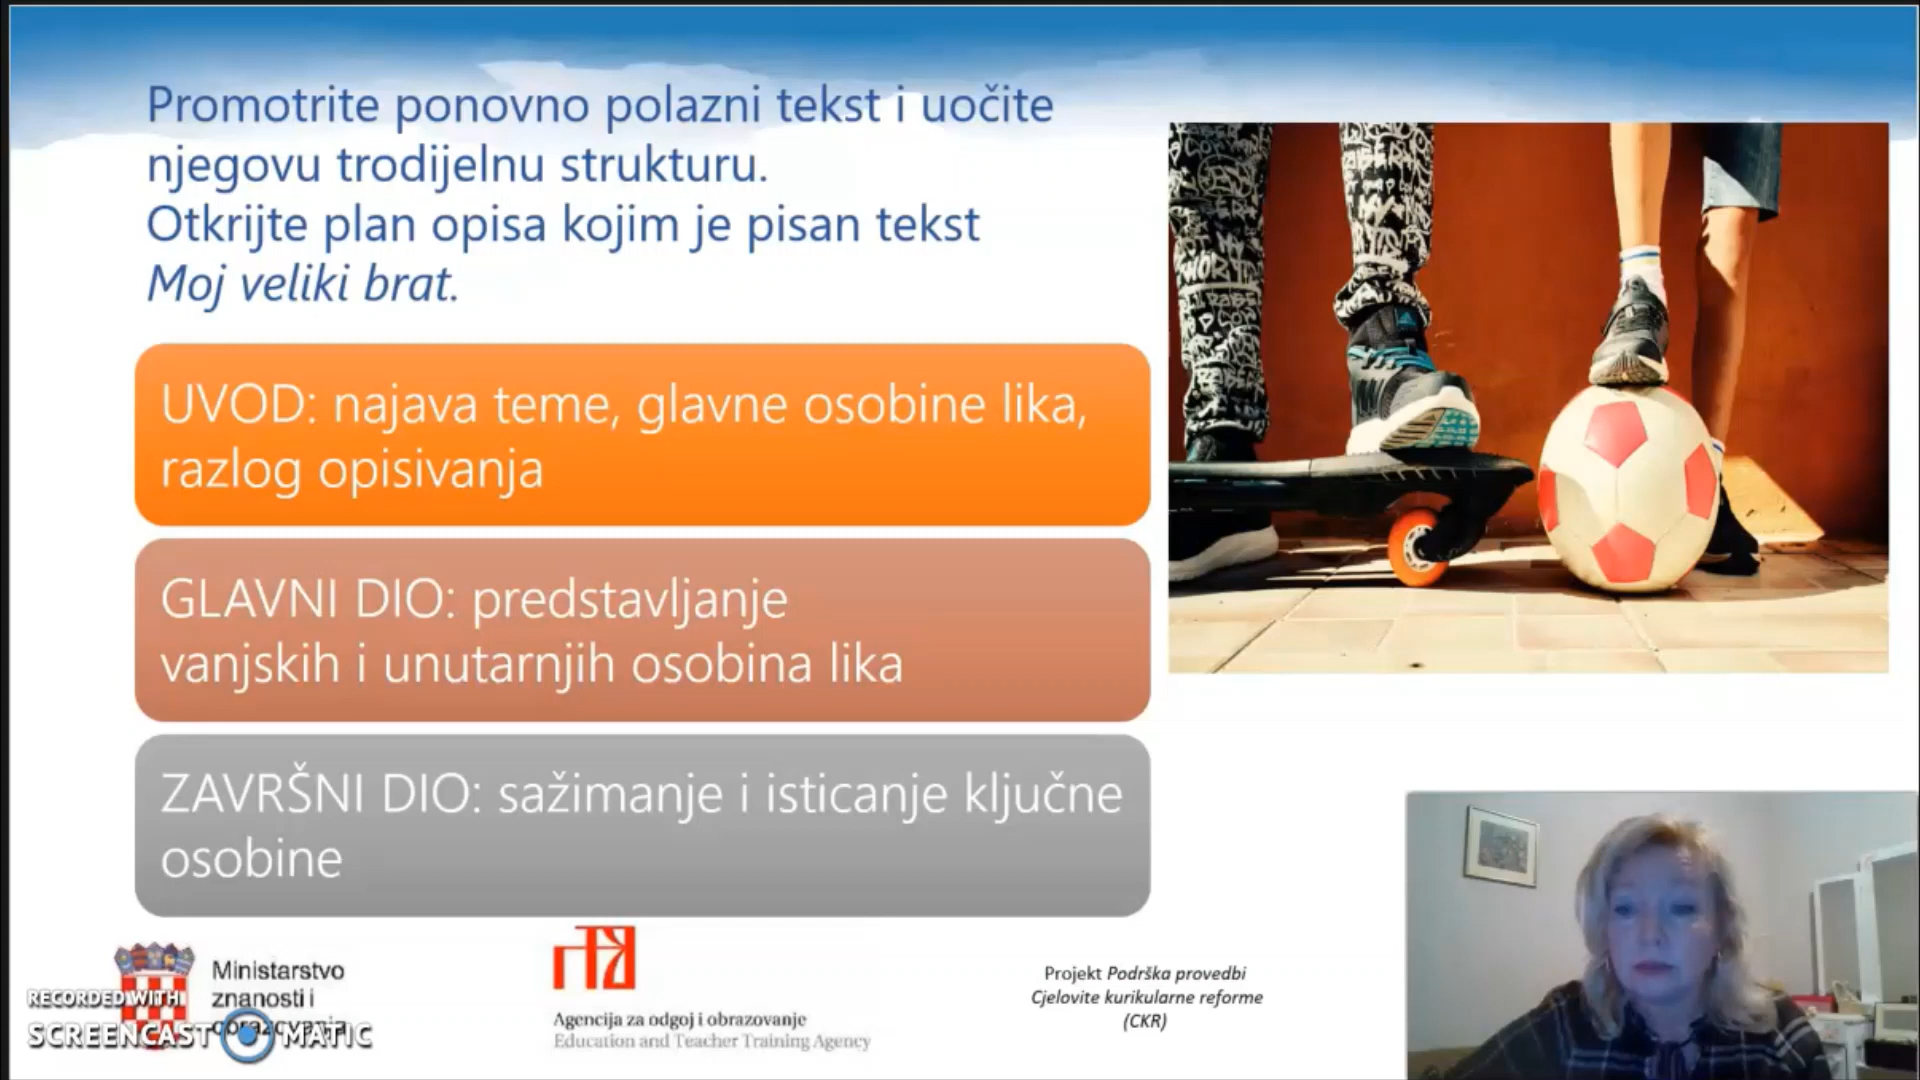 Promotrite ponovno polazni tekst i uočite
njegovu trodijelnu strukturu.
Otkrijte plan opisa kojim je pisan tekst
Moj veliki brat.
UVOD: najava teme, glavne osobine lika,
razlog opisivanja
GLAVNI DIO: predstavljanje
vanjskih i unutarnjih osobina lika
ZAVRŠNI DIO: sažimanje i isticanje ključne
osobine
Ministarstvo
znanosti i
obrazovanja
RECORDED WITH
SCREENCAST MATIC
Agencija za odgoj i obrazovanje
Education and Teacher Training Agency
Projekt Podrška provedbi
Cjelovite kurikularne reforme
(CKR)